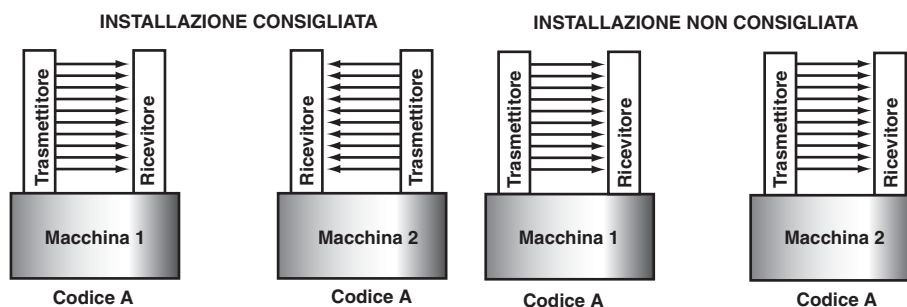 INSTALLAZIONE CONSIGLIATA
Trasmettitore
Ricevitore
Macchina 1
Codice A
Ricevitore
Trasmettitore
Macchina 2
Codice A
INSTALLAZIONE NON CONSIGLIATA
Trasmettitore
Ricevitore
Macchina 1
Codice A
Trasmettitore
Ricevitore
Macchina 2
Codice A